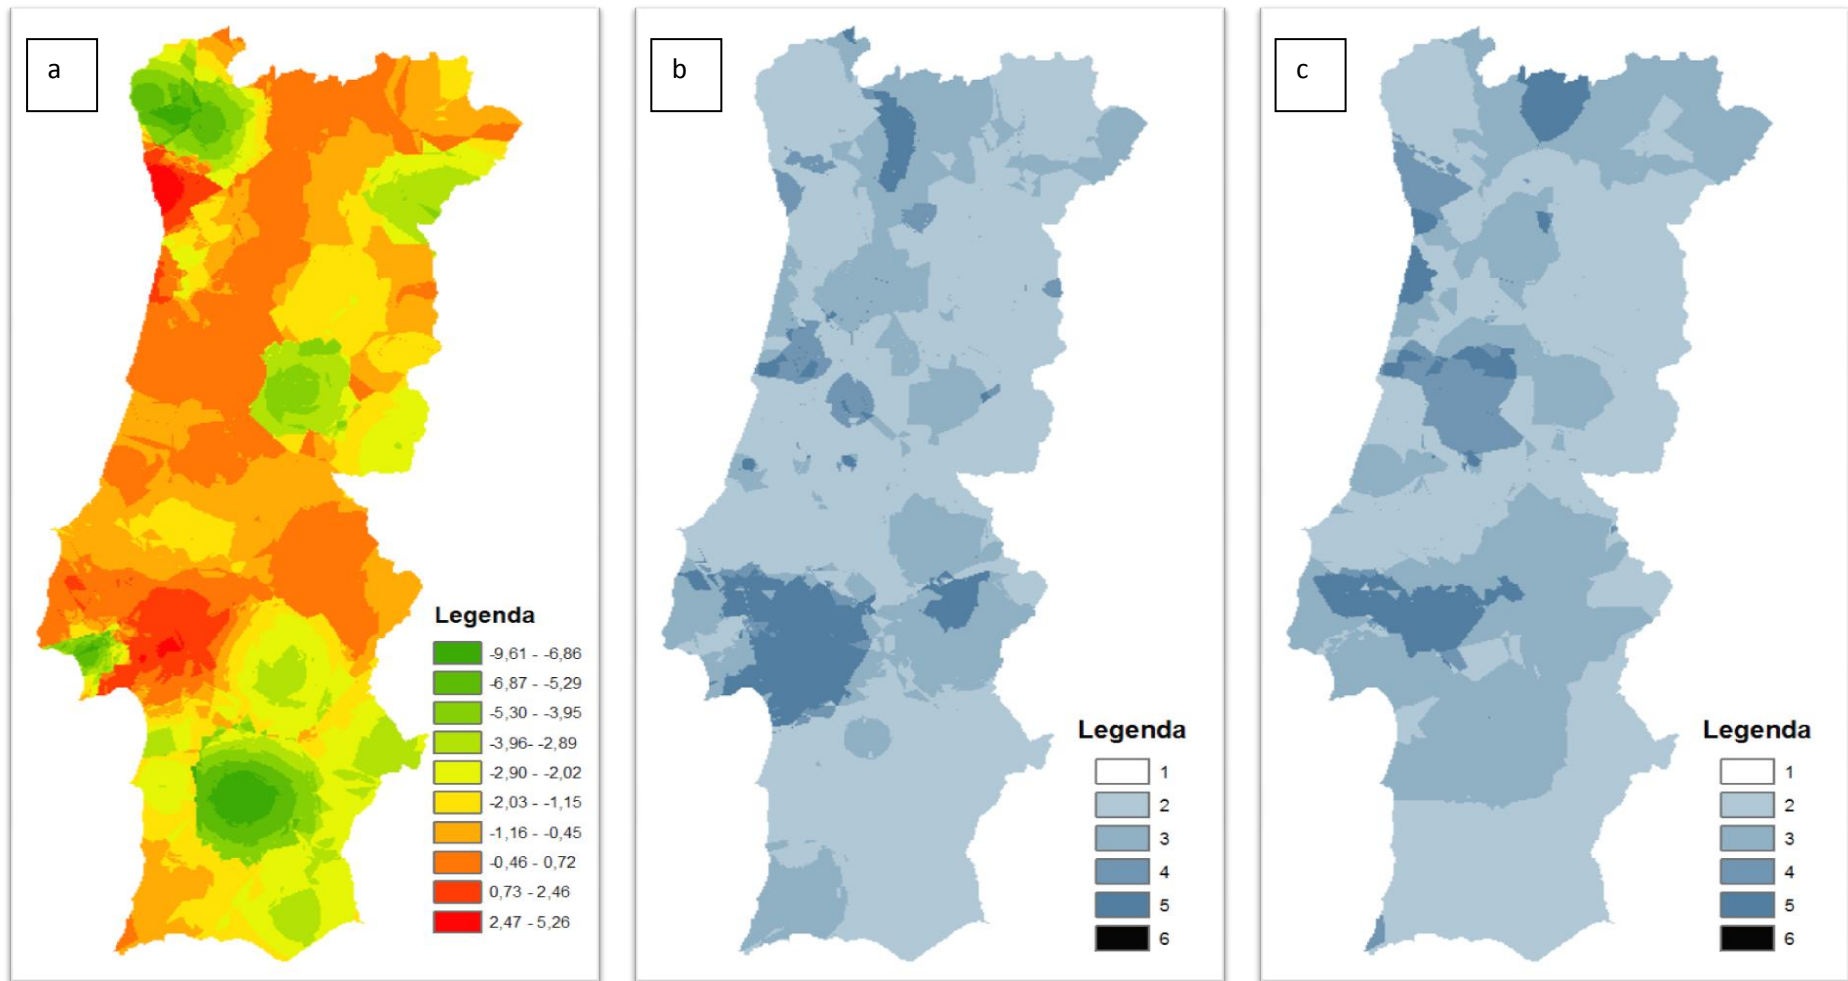 a
Legenda
-9,61 - -6,86
-6,87 - -5,29
-5,30 - -3,95
-3,96- -2,89
-2,90 - -2,02
-2,03 - -1,15
-1,16 - -0,45
-0,46 - 0,72
0,73 - 2,46
2,47 - 5,26
b
Legenda
1
2
3
4
5
6
c
Legenda
1
2
3
4
5
6